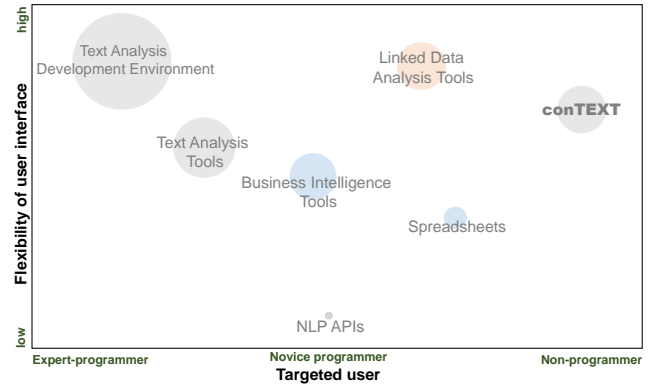 high
Text Analysis
Development Environment
Linked Data
Analysis Tools
conTEXT
Text Analysis
Tools
Business Intelligence
Tools
Spreadsheets
NLP APIs
Flexibility of user interface
low
Expert-programmer
Novice programmer
Non-programmer
Targeted user